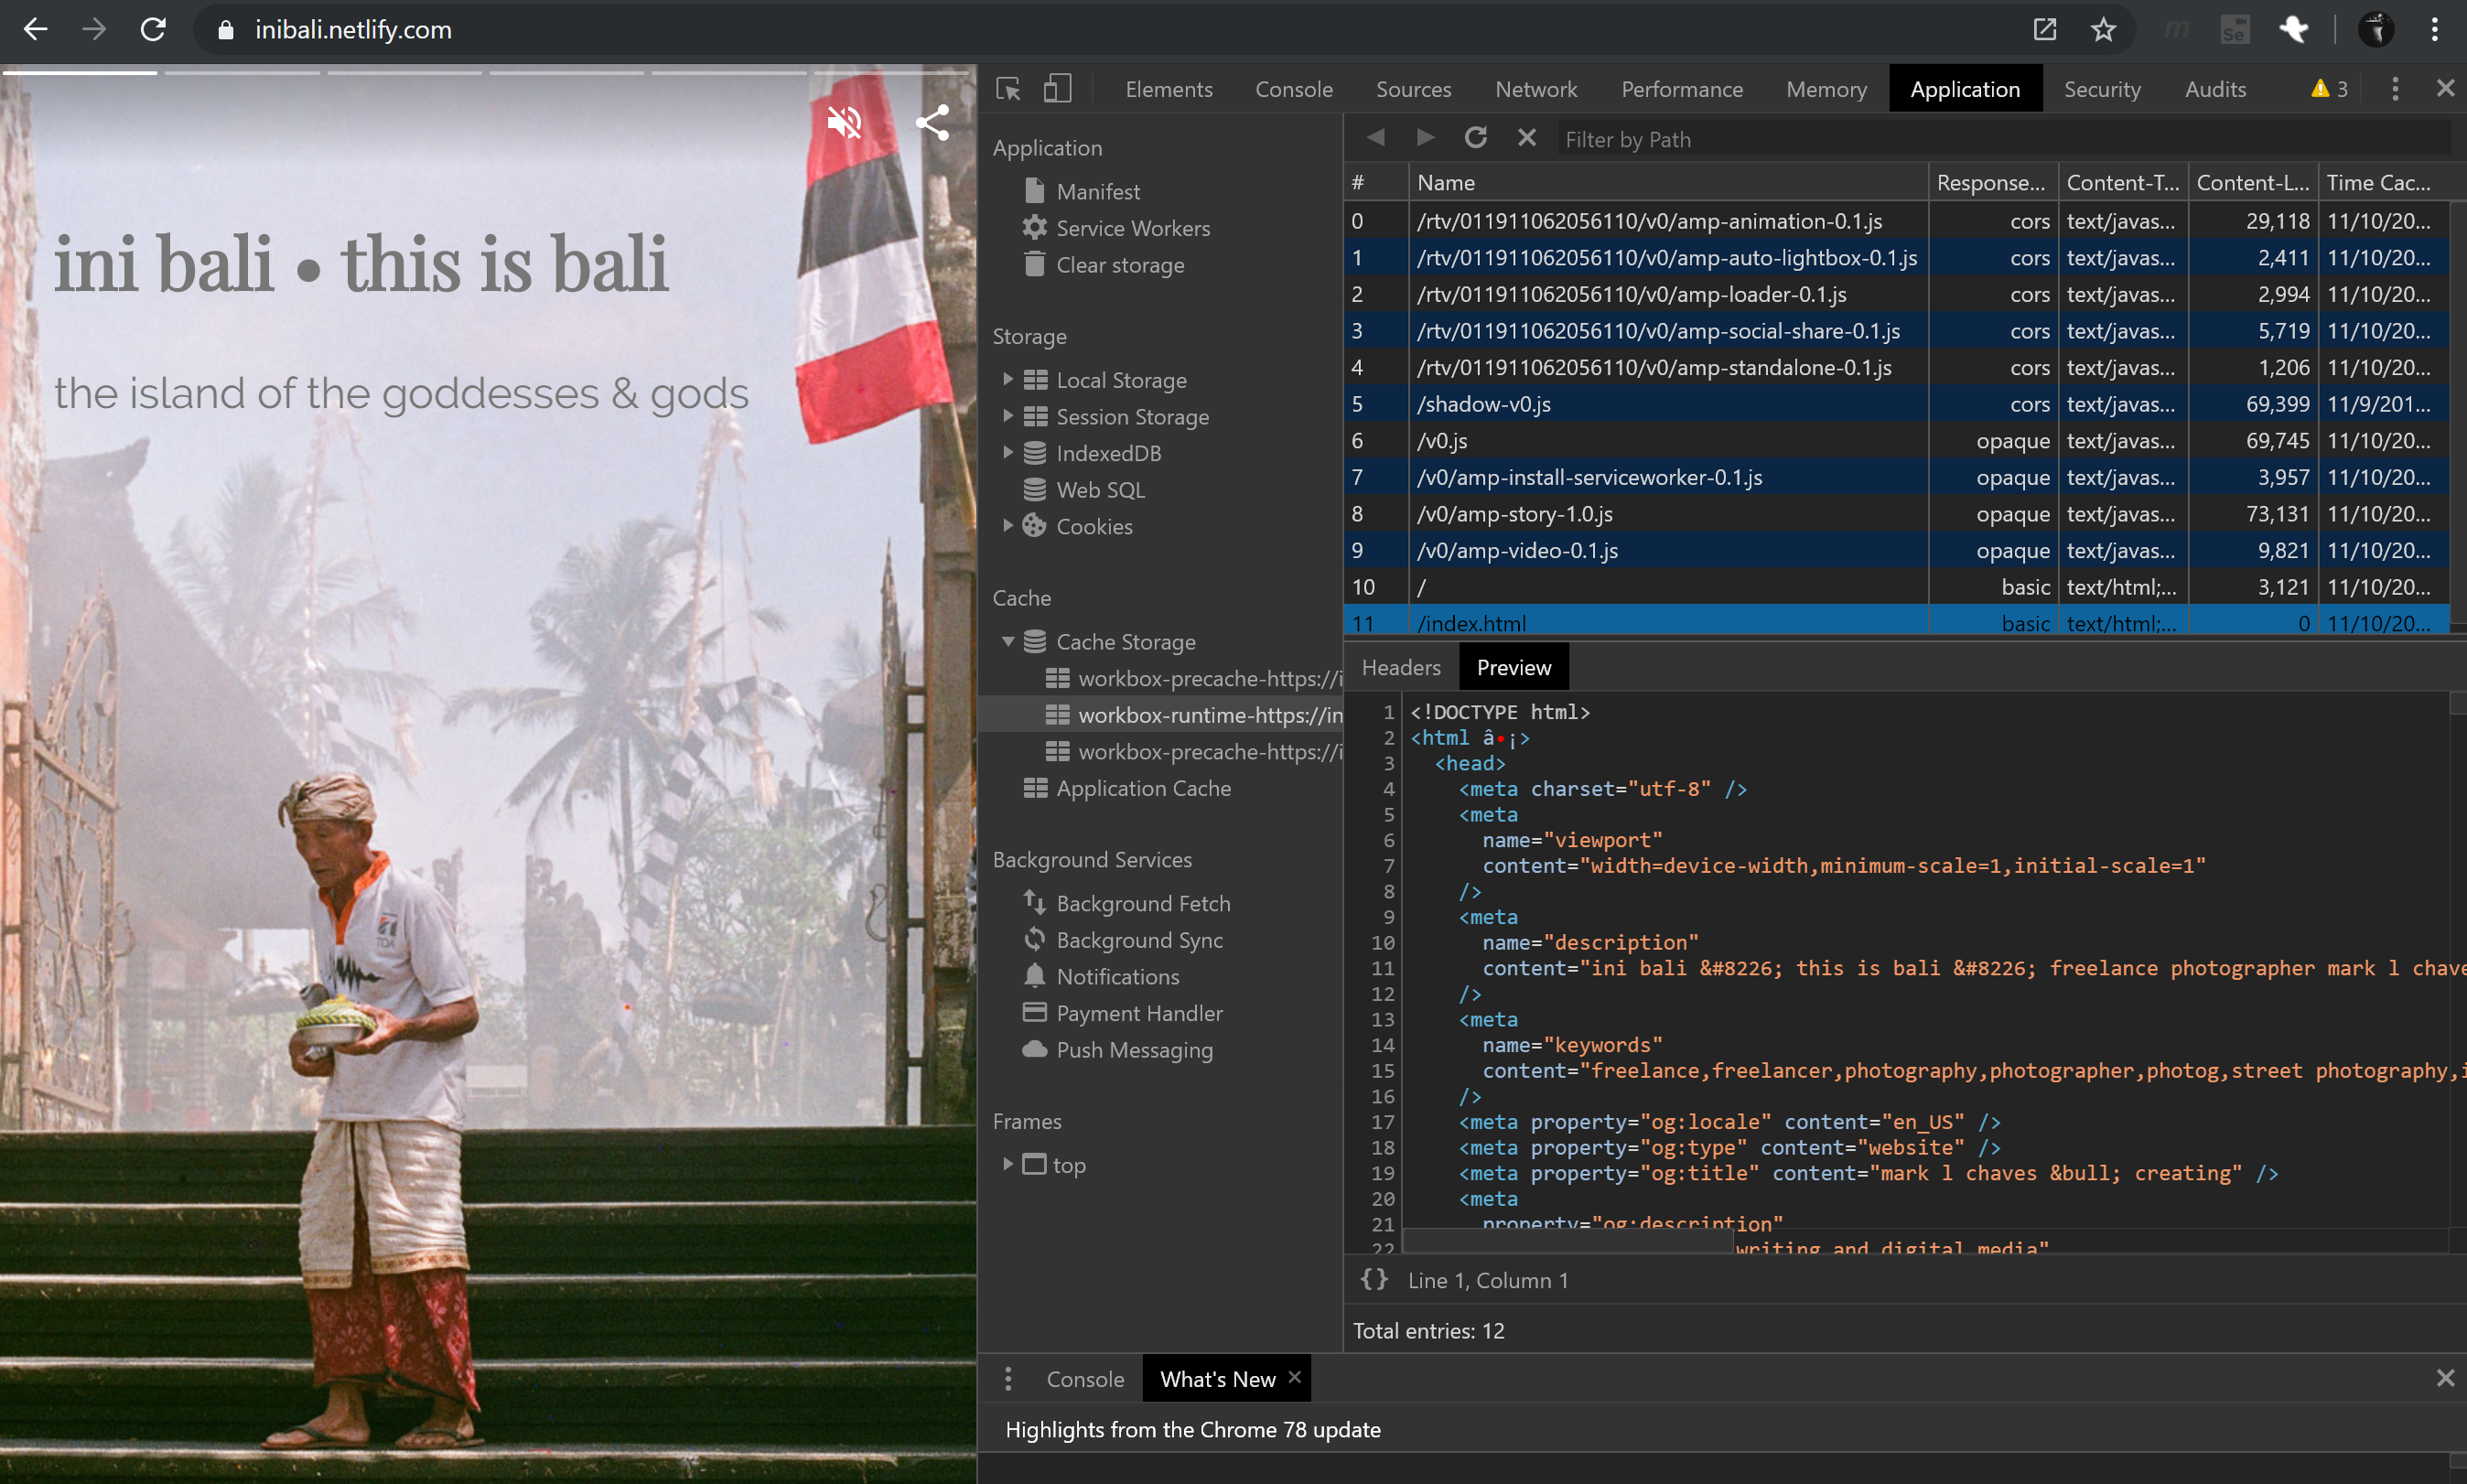 inibali.netlify.com
Se
ini bali • this is bali
the island of the goddesses & gods
TOA
Elements Console Sources Network Performance Memory Application Security Audits 3
Application
Manifest
Service Workers
Clear storage
Storage
Local Storage
Session Storage
IndexedDB
Web SQL
Cookies
Cache
Cache Storage
workbox-precache-https://i
workbox-runtime-https://in
workbox-precache-https://i
Application Cache
Background Services
Background Fetch
Background Sync
Notifications
Payment Handler
Push Messaging
Frames
top
Filter by Path
# Name Response... Content-T... Content-L... Time Cac...
0 /rtv/011911062056110/v0/amp-animation-0.1.js cors text/javas... 29,118 11/10/20...
1 /rtv/011911062056110/v0/amp-auto-lightbox-0.1.js cors text/javas... 2,411 11/10/20...
2 /rtv/011911062056110/v0/amp-loader-0.1.js cors text/javas... 2,994 11/10/20...
3 /rtv/011911062056110/v0/amp-social-share-0.1.js cors text/javas... 5,719 11/10/20...
4 /rtv/011911062056110/v0/amp-standalone-0.1.js cors text/javas... 1,206 11/10/20...
5 /shadow-v0.js cors text/javas... 69,399 11/9/201...
6 /v0.js opaque text/javas... 69,745 11/10/20...
7 /v0/amp-install-serviceworker-0.1.js opaque text/javas... 3,957 11/10/20...
8 /v0/amp-story-1.0.js opaque text/javas... 73,131 11/10/20...
9 /v0/amp-video-0.1.js opaque text/javas... 9,821 11/10/20...
10 / basic text/html;... 3,121 11/10/20...
11 /index.html basic text/html;... 0 11/10/20...
Headers Preview
1 <!DOCTYPE html>
2 <html â•¡>
3 <head>
4 <meta charset="utf-8" />
5 <meta
6 name="viewport"
7 content="width=device-width,minimum-scale=1,initial-scale=1"
8 />
9 <meta
10 name="description"
11 content="ini bali &#8226; this is bali &#8226; freelance photographer mark l chave
12 />
13 <meta
14 name="keywords"
15 content="freelance,freelancer,photography,photographer,photog,street photography,i
16 />
17 <meta property="og:locale" content="en_US" />
18 <meta property="og:type" content="website" />
19 <meta property="og:title" content="mark l chaves &bull; creating" />
20 <meta
21 property="og:description"
22 writing and digital media"
{} Line 1, Column 1
Total entries: 12
Console What's New
Highlights from the Chrome 78 update